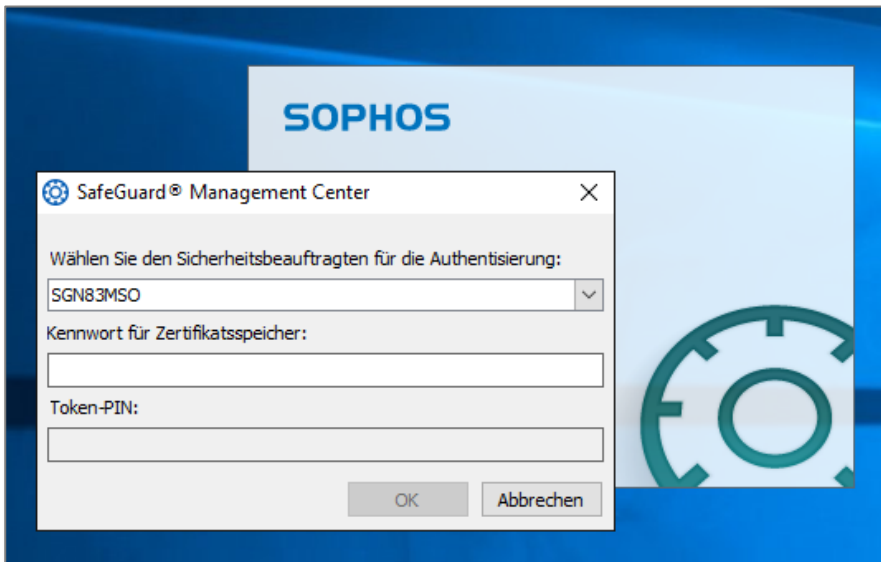 SOPHOS
SafeGuard® Management Center
Wählen Sie den Sicherheitsbeauftragten für die Authentisierung:
SGN83MSO
Kennwort für Zertifikatsspeicher:
Token-PIN:
OK
Abbrechen